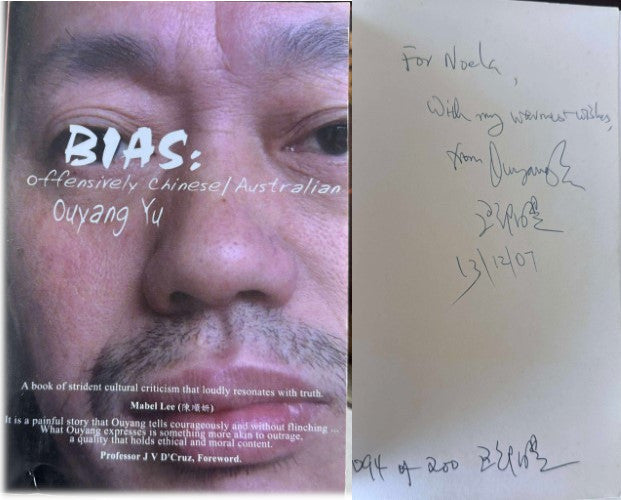 BIAS:
offensively Chinese/Australian
Ouyang Yu
A book of strident cultural criticism that loudly resonates with truth.
Mabel Lee (陳順妍)
It is a painful story that Ouyang tells courageously and without flinching ...
What Ouyang expresses is something more akin to outrage,
a quality that holds ethical and moral content.
Professor J V D'Cruz, Foreword.
For Noela,
With my warmest wishes,
from Ouyang
13/12/07
094 of 200